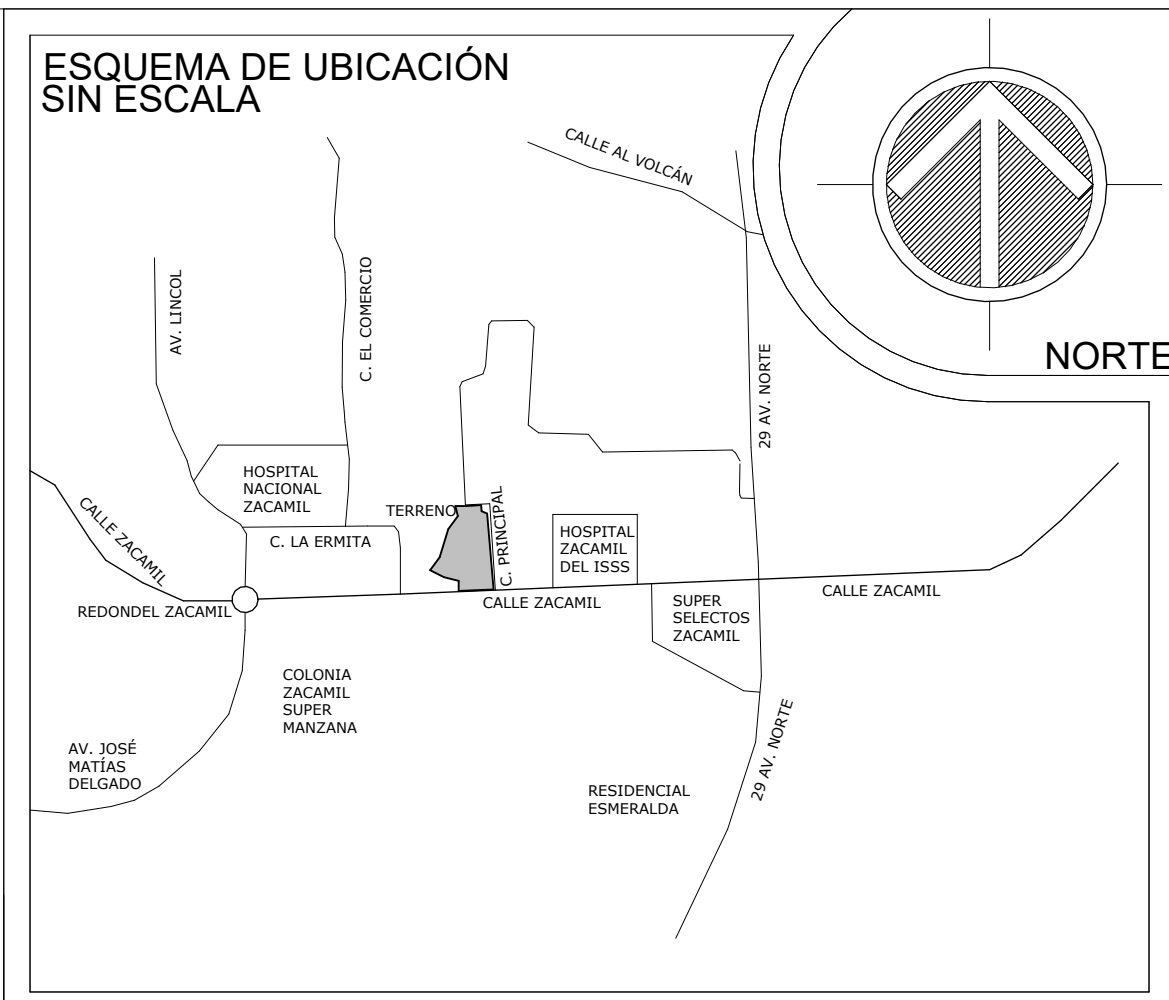 ESQUEMA DE UBICACIÓN
SIN ESCALA
CALLE AL VOLCÁN
NORTE
AV. LINCOL
C. EL COMERCIO
29 AV. NORTE
HOSPITAL
NACIONAL
ZACAMIL
TERRENO
C. PRINCIPAL
CALLE ZACAMIL
C. LA ERMITA
HOSPITAL
ZACAMIL
DEL ISSS
REDONDEL ZACAMIL
CALLE ZACAMIL
SUPER
SELECTOS
ZACAMIL
CALLE ZACAMIL
COLONIA
ZACAMIL
SUPER
MANZANA
AV. JOSÉ
MATÍAS
DELGADO
RESIDENCIAL
ESMERALDA
29 AV. NORTE